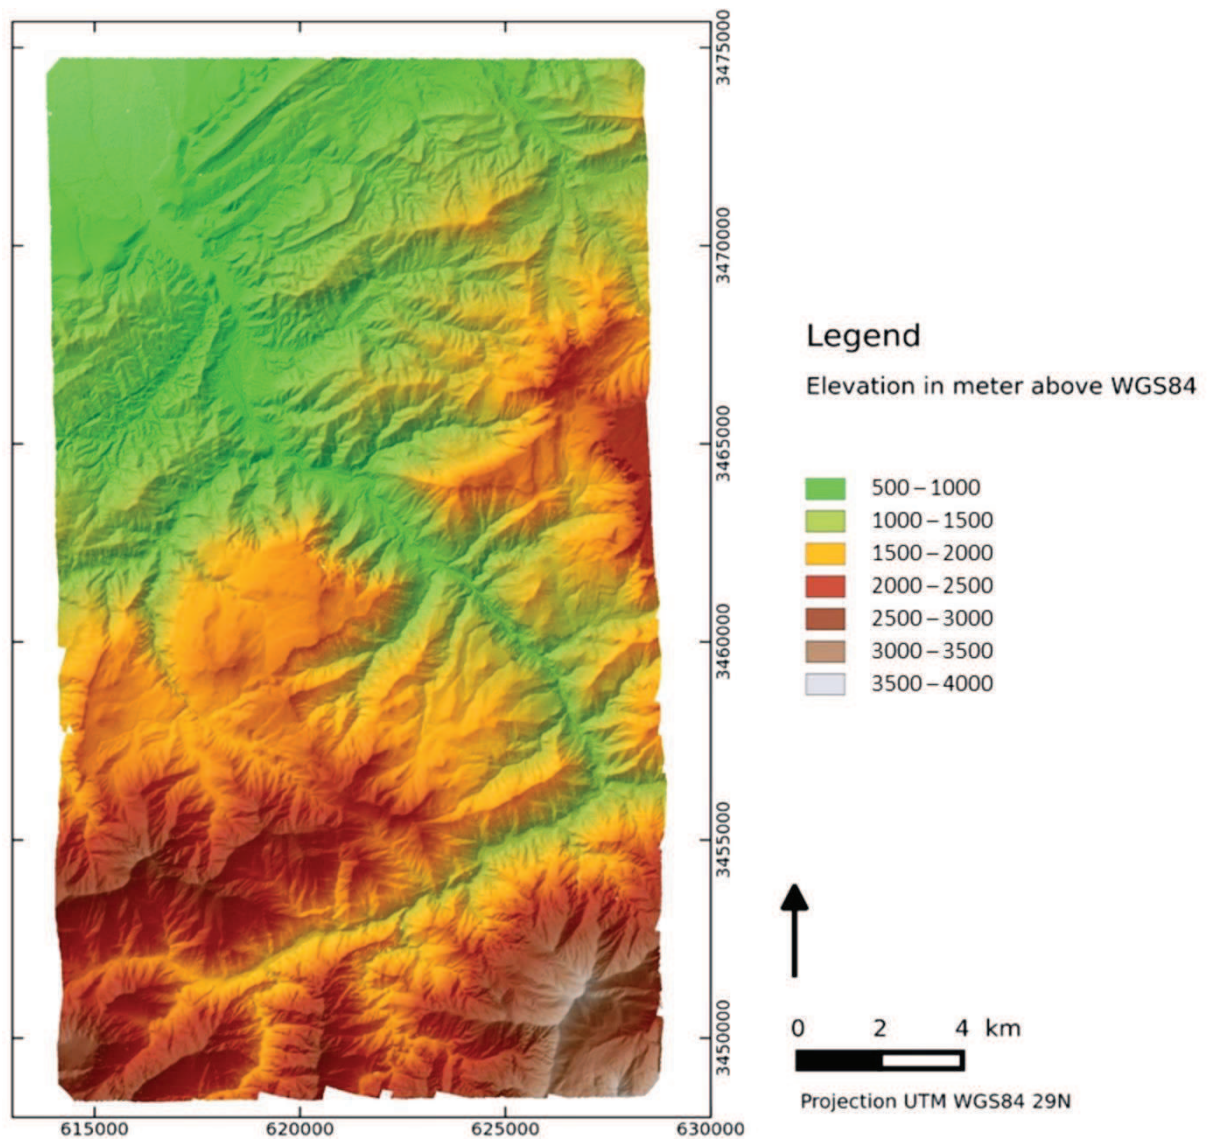 3475000
3470000
3465000
3460000
3455000
3450000
615000 620000 625000 630000
Legend
Elevation in meter above WGS84
500 – 1000
1000 – 1500
1500 – 2000
2000 – 2500
2500 – 3000
3000 – 3500
3500 – 4000
0 2 4 km
Projection UTM WGS84 29N